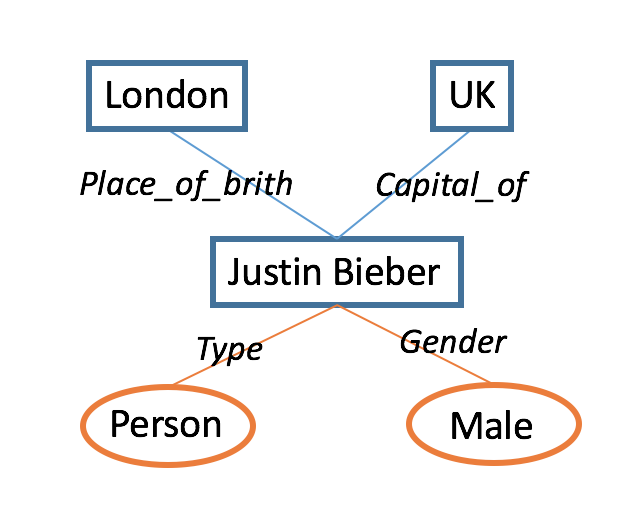 London
UK
Place_of_brith
Capital_of
Justin Bieber
Type
Gender
Person
Male